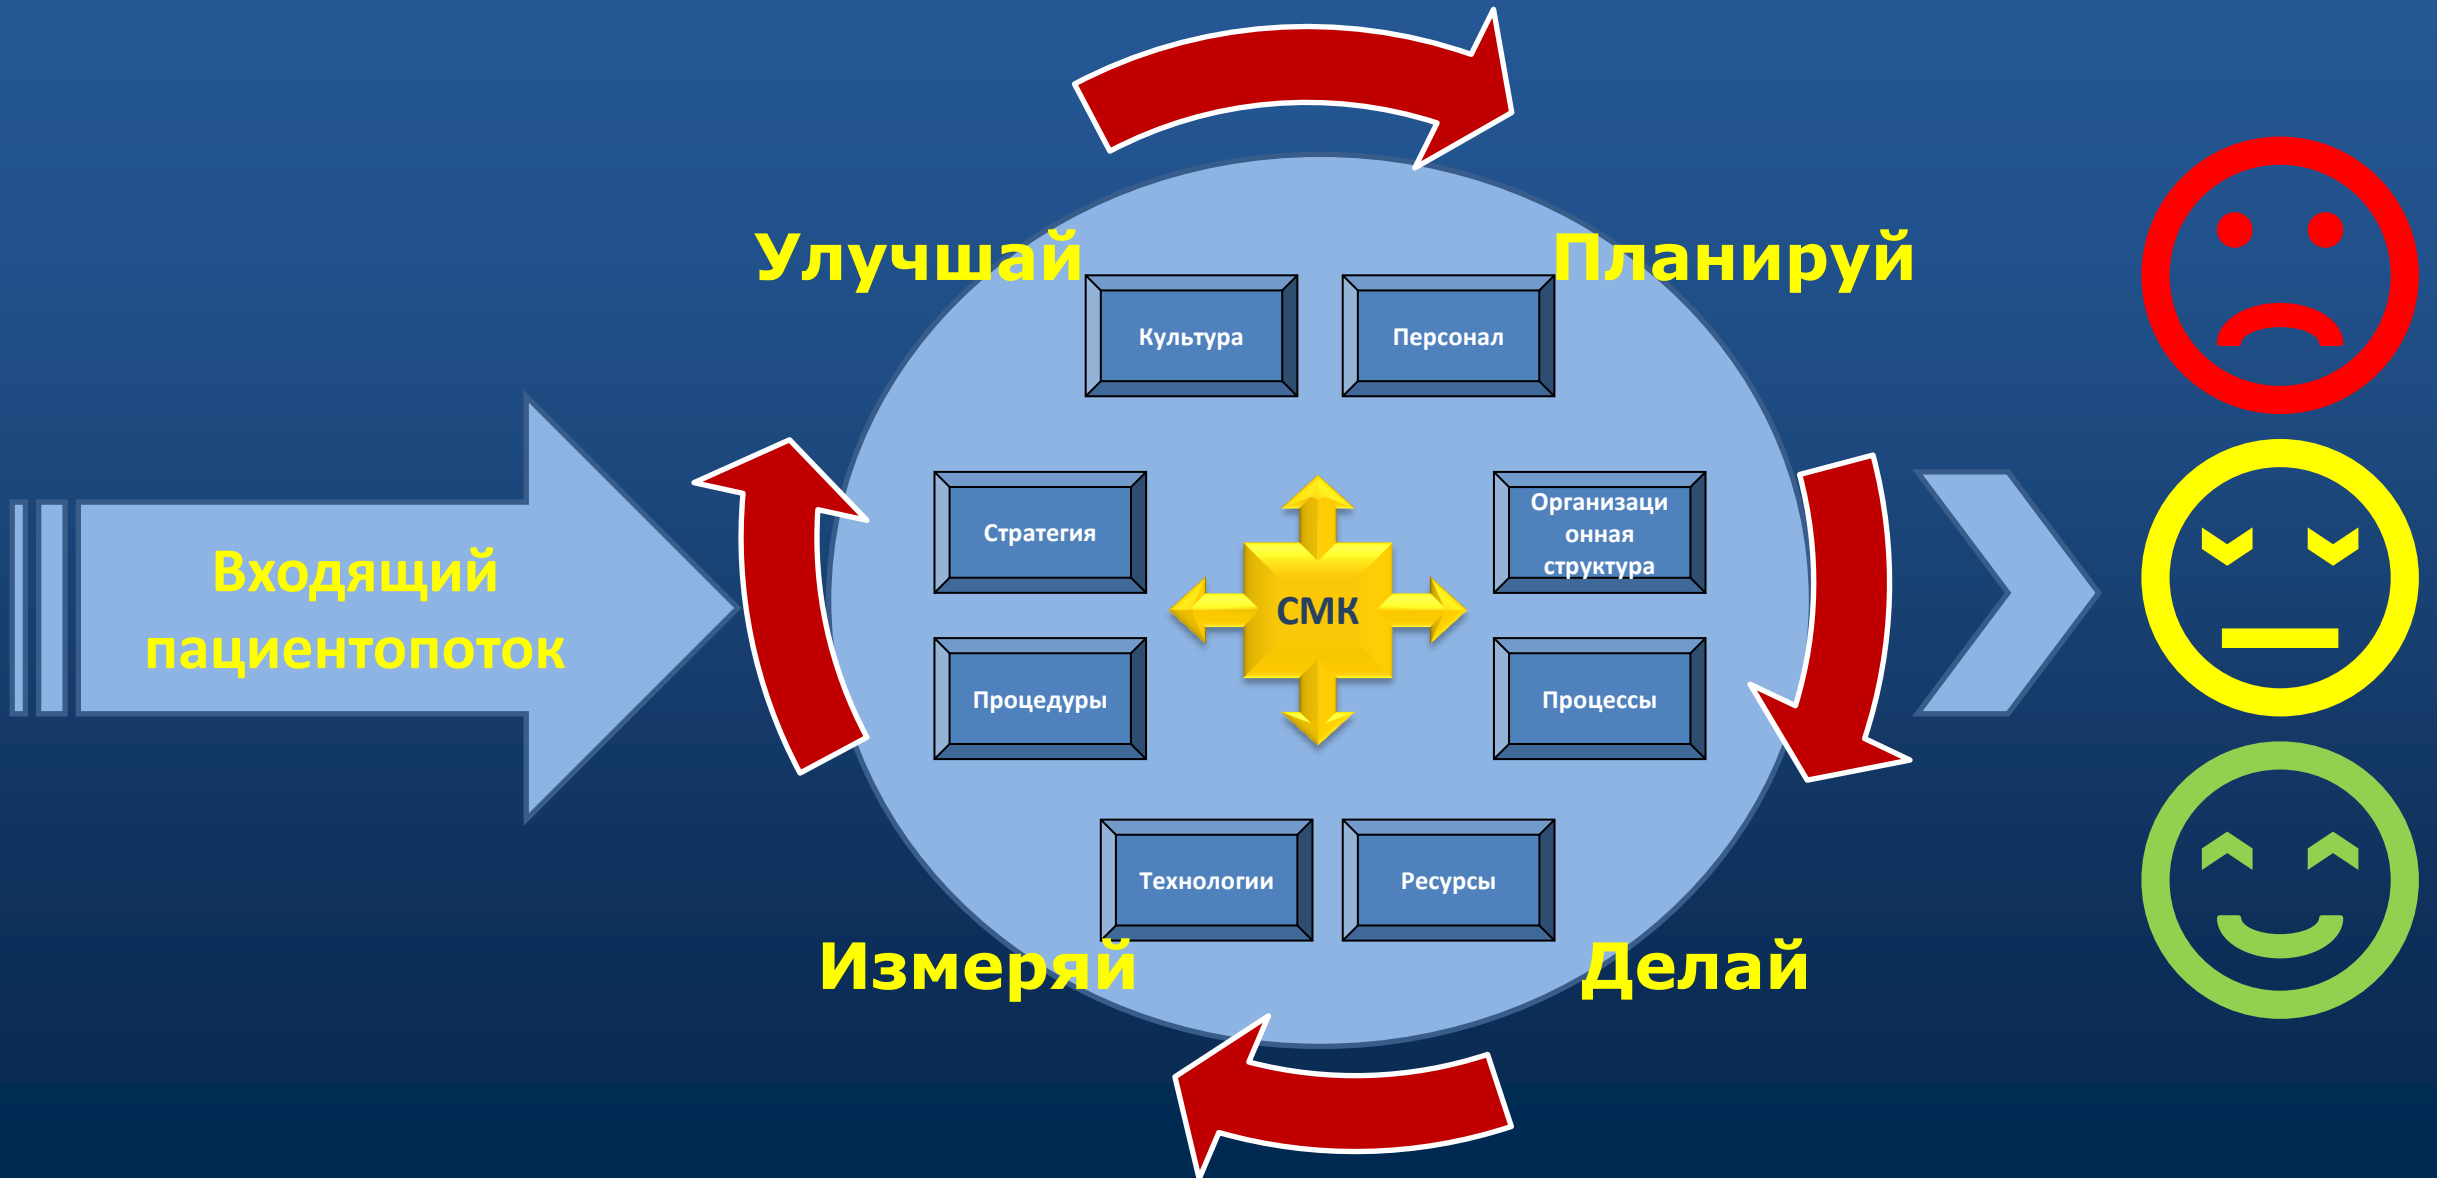 Улучшай
Планируй
Культура
Персонал
Стратегия
Организаци
онная
структура
Входящий
пациентопоток
СМК
Процедуры
Процессы
Технологии
Ресурсы
Измеряй
Делай